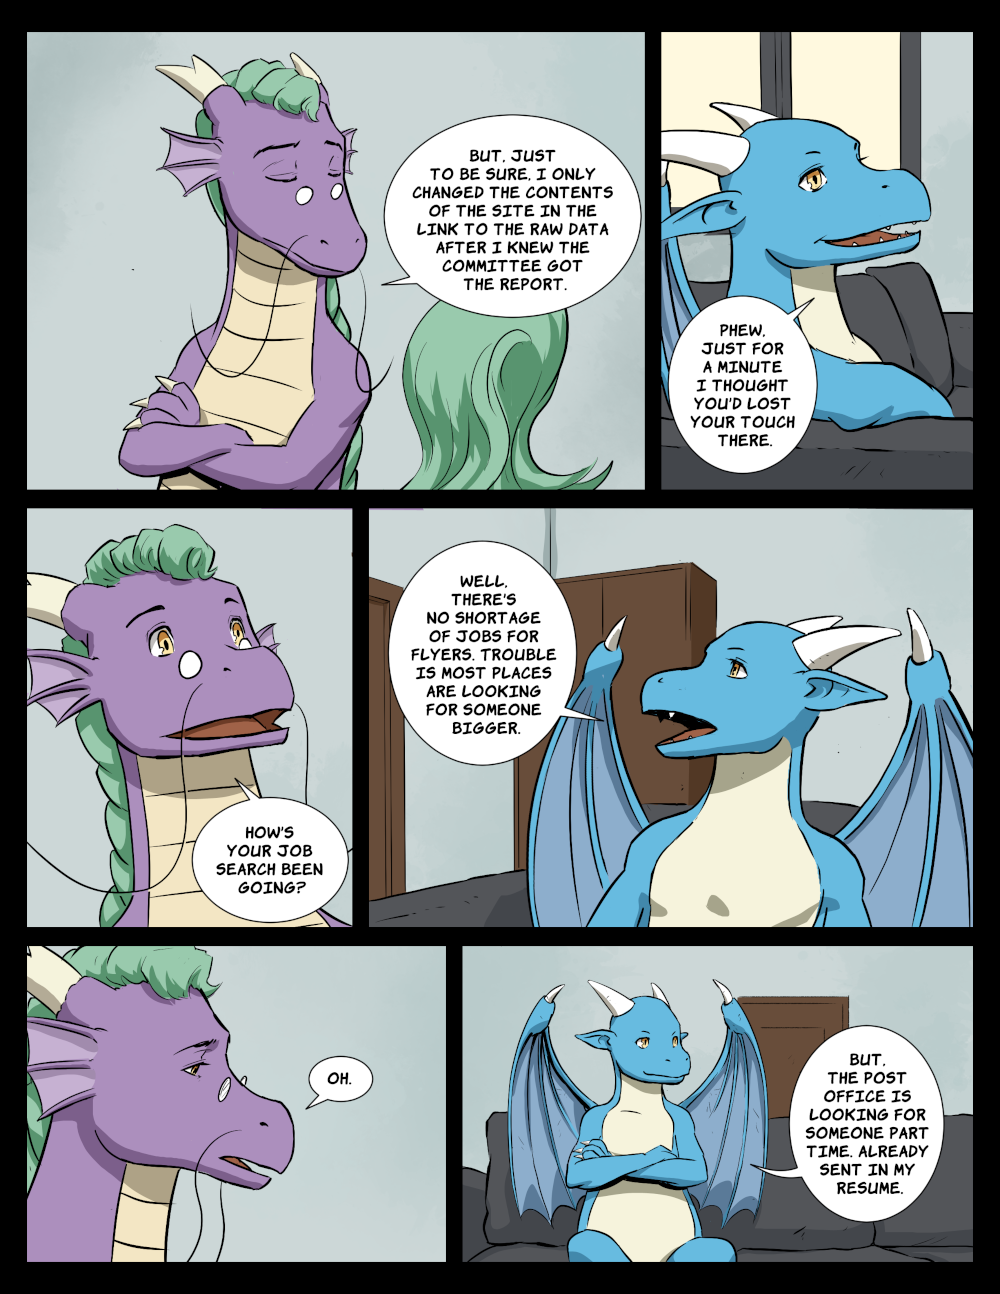 BUT, JUST
TO BE SURE, I ONLY
CHANGED THE CONTENTS
OF THE SITE IN THE
LINK TO THE RAW DATA
AFTER I KNEW THE
COMMITTEE GOT
THE REPORT.
PHEW,
JUST FOR
A MINUTE
I THOUGHT
YOU'D LOST
YOUR TOUCH
THERE.
HOW'S
YOUR JOB
SEARCH BEEN
GOING?
WELL,
THERE'S
NO SHORTAGE
OF JOBS FOR
FLYERS. TROUBLE
IS MOST PLACES
ARE LOOKING
FOR SOMEONE
BIGGER.
OH.
BUT,
THE POST
OFFICE IS
LOOKING FOR
SOMEONE PART
TIME. ALREADY
SENT IN MY
RESUME.